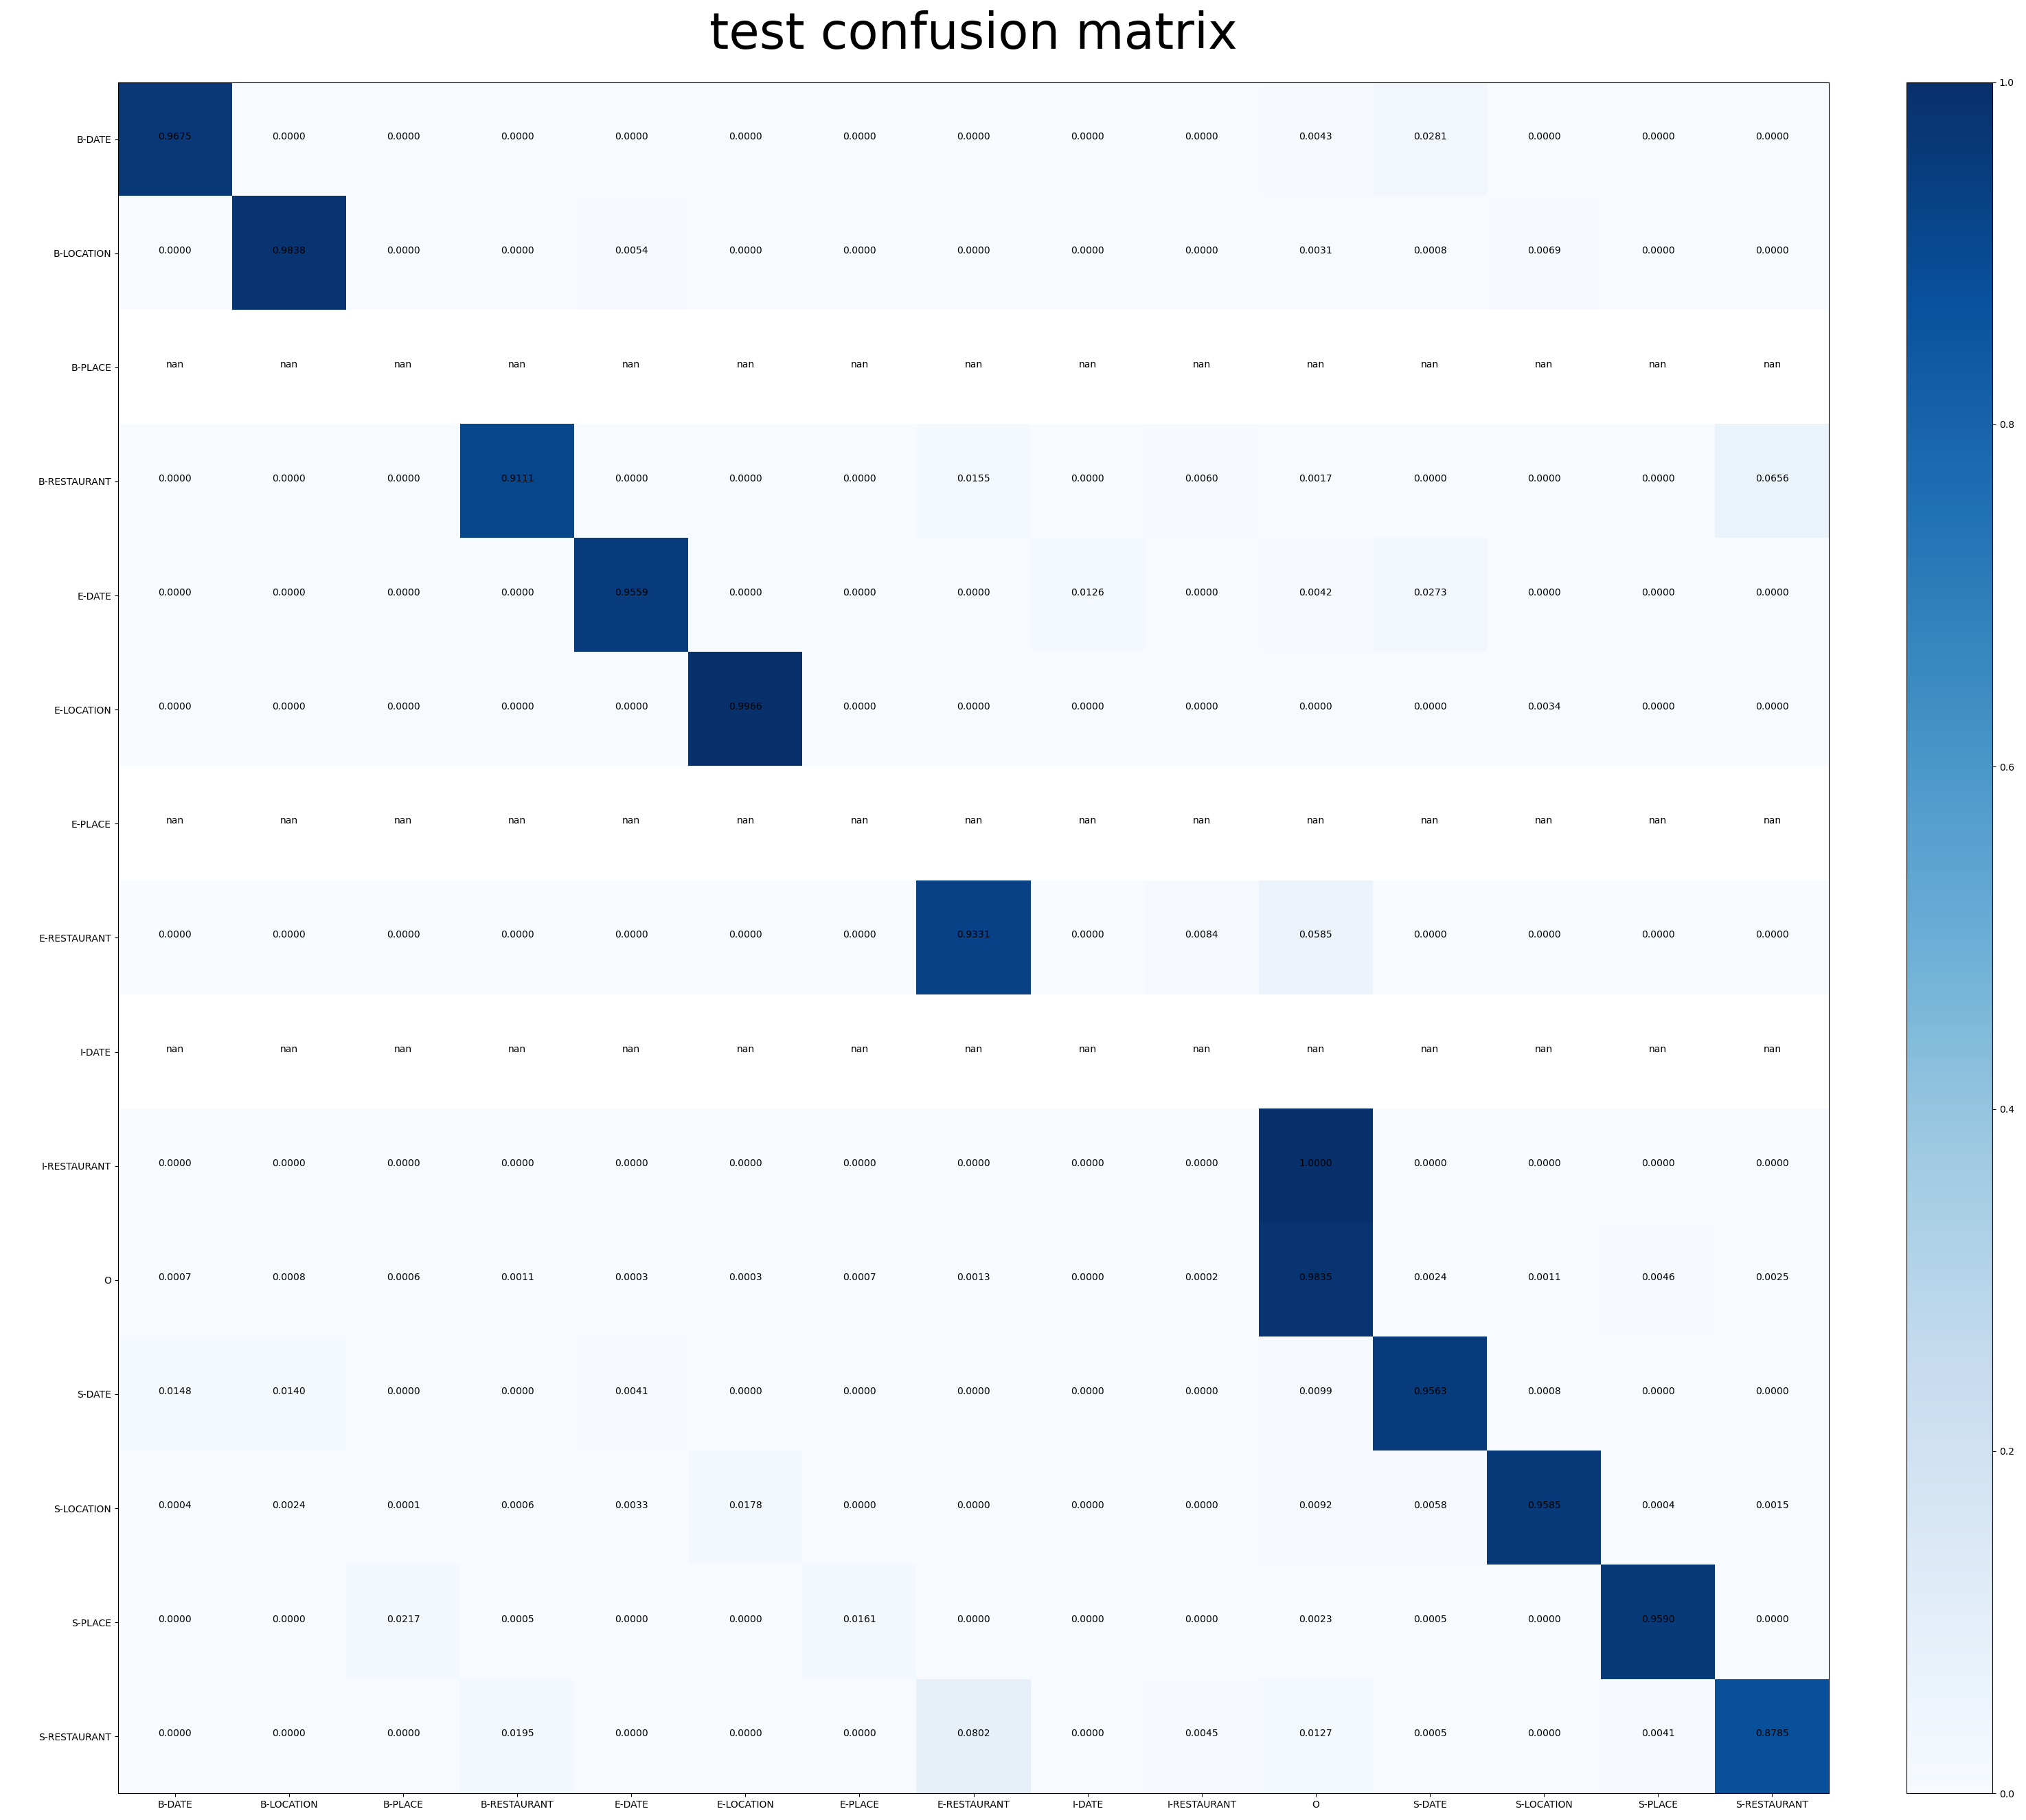 test confusion matrix
1.0
B-DATE 0.9675 0.0000 0.0000 0.0000 0.0000 0.0000 0.0000 0.0000 0.0000 0.0000 0.0043 0.0281 0.0000 0.0000 0.0000
B-LOCATION 0.0000 0.9838 0.0000 0.0000 0.0054 0.0000 0.0000 0.0000 0.0000 0.0000 0.0031 0.0008 0.0069 0.0000 0.0000
B-PLACE nan nan nan nan nan nan nan nan nan nan nan nan nan nan nan
0.8
B-RESTAURANT 0.0000 0.0000 0.0000 0.9111 0.0000 0.0000 0.0000 0.0155 0.0000 0.0060 0.0017 0.0000 0.0000 0.0000 0.0656
E-DATE 0.0000 0.0000 0.0000 0.0000 0.9559 0.0000 0.0000 0.0000 0.0126 0.0000 0.0042 0.0273 0.0000 0.0000 0.0000
E-LOCATION 0.0000 0.0000 0.0000 0.0000 0.0000 0.9966 0.0000 0.0000 0.0000 0.0000 0.0000 0.0000 0.0034 0.0000 0.0000
0.6
E-PLACE nan nan nan nan nan nan nan nan nan nan nan nan nan nan nan
E-RESTAURANT 0.0000 0.0000 0.0000 0.0000 0.0000 0.0000 0.0000 0.9331 0.0000 0.0084 0.0585 0.0000 0.0000 0.0000 0.0000
I-DATE nan nan nan nan nan nan nan nan nan nan nan nan nan nan nan
0.4
I-RESTAURANT 0.0000 0.0000 0.0000 0.0000 0.0000 0.0000 0.0000 0.0000 0.0000 0.0000 1.0000 0.0000 0.0000 0.0000 0.0000
O 0.0007 0.0008 0.0006 0.0011 0.0003 0.0003 0.0007 0.0013 0.0000 0.0002 0.9835 0.0024 0.0011 0.0046 0.0025
S-DATE 0.0148 0.0140 0.0000 0.0000 0.0041 0.0000 0.0000 0.0000 0.0000 0.0000 0.0099 0.9563 0.0008 0.0000 0.0000
0.2
S-LOCATION 0.0004 0.0024 0.0001 0.0006 0.0033 0.0178 0.0000 0.0000 0.0000 0.0000 0.0092 0.0058 0.9585 0.0004 0.0015
S-PLACE 0.0000 0.0000 0.0217 0.0005 0.0000 0.0000 0.0161 0.0000 0.0000 0.0000 0.0023 0.0005 0.0000 0.9590 0.0000
S-RESTAURANT 0.0000 0.0000 0.0000 0.0195 0.0000 0.0000 0.0000 0.0802 0.0000 0.0045 0.0127 0.0005 0.0000 0.0041 0.8785
0.0
B-DATE B-LOCATION B-PLACE B-RESTAURANT E-DATE E-LOCATION E-PLACE E-RESTAURANT I-DATE I-RESTAURANT O S-DATE S-LOCATION S-PLACE S-RESTAURANT